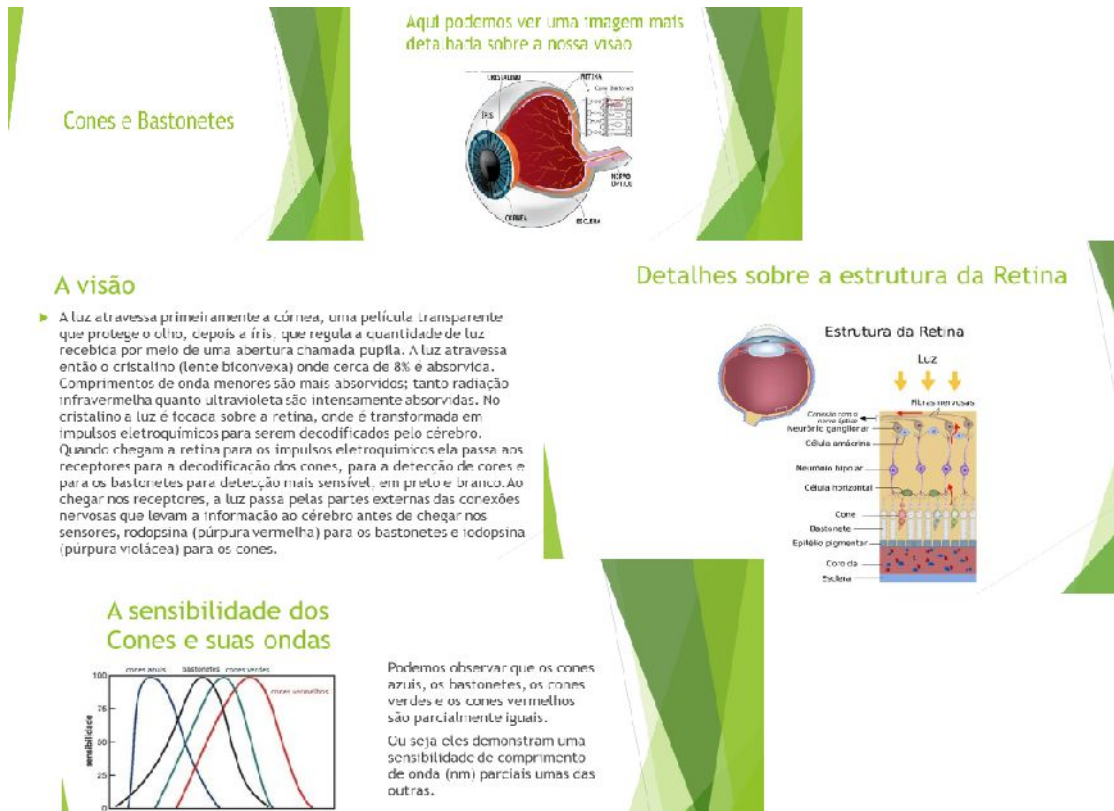 Cones e Bastonetes
Aqui podemos ver uma imagem mais
detalhada sobre a nossa visão
CRISTALINO
RETINA
ÍRIS
NERVO
ÓPTICO
CÓRNEA
ESCLERA
A visão
A luz atravessa primeiramente a córnea, uma película transparente
que protege o olho, depois a íris, que regula a quantidade de luz
recebida por meio de uma abertura chamada pupila. A luz atravessa
então o cristalino (lente biconvexa) onde cerca de 8% é absorvida.
Comprimentos de onda menores são mais absorvidos; tanto radiação
infravermelha quanto ultravioleta são intensamente absorvidas. No
cristalino a luz é focada sobre a retina, onde é transformada em
impulsos eletroquímicos para serem decodificados pelo cérebro.
Quando chegam a retina para os impulsos eletroquímicos ela passa aos
receptores para a decodificação dos cones, para a detecção de cores e
para os bastonetes para detecção mais sensível, em preto e branco. Ao
chegar nos receptores, a luz passa pelas partes externas das conexões
nervosas que levam a informação ao cérebro antes de chegar nos
sensores, rodopsina (púrpura vermelha) para os bastonetes e iodopsina
(púrpura violácea) para os cones.
Detalhes sobre a estrutura da Retina
Estrutura da Retina
Luz
Fibras nervosas
Conexão com o
nervo óptico
Neurônio ganglionar
Célula amácrina
Neurônio bipolar
Célula horizontal
Cone
Bastonete
Epitélio pigmentar
Coroida
Esclera
A sensibilidade dos
Cones e suas ondas
cones azuis bastonetes cones verdes
cones vermelhos
sensibilidade
100
75
50
25
0
Podemos observar que os cones
azuis, os bastonetes, os cones
verdes e os cones vermelhos
são parcialmente iguais.
Ou seja eles demonstram uma
sensibilidade de comprimento
de onda (nm) parciais umas das
outras.